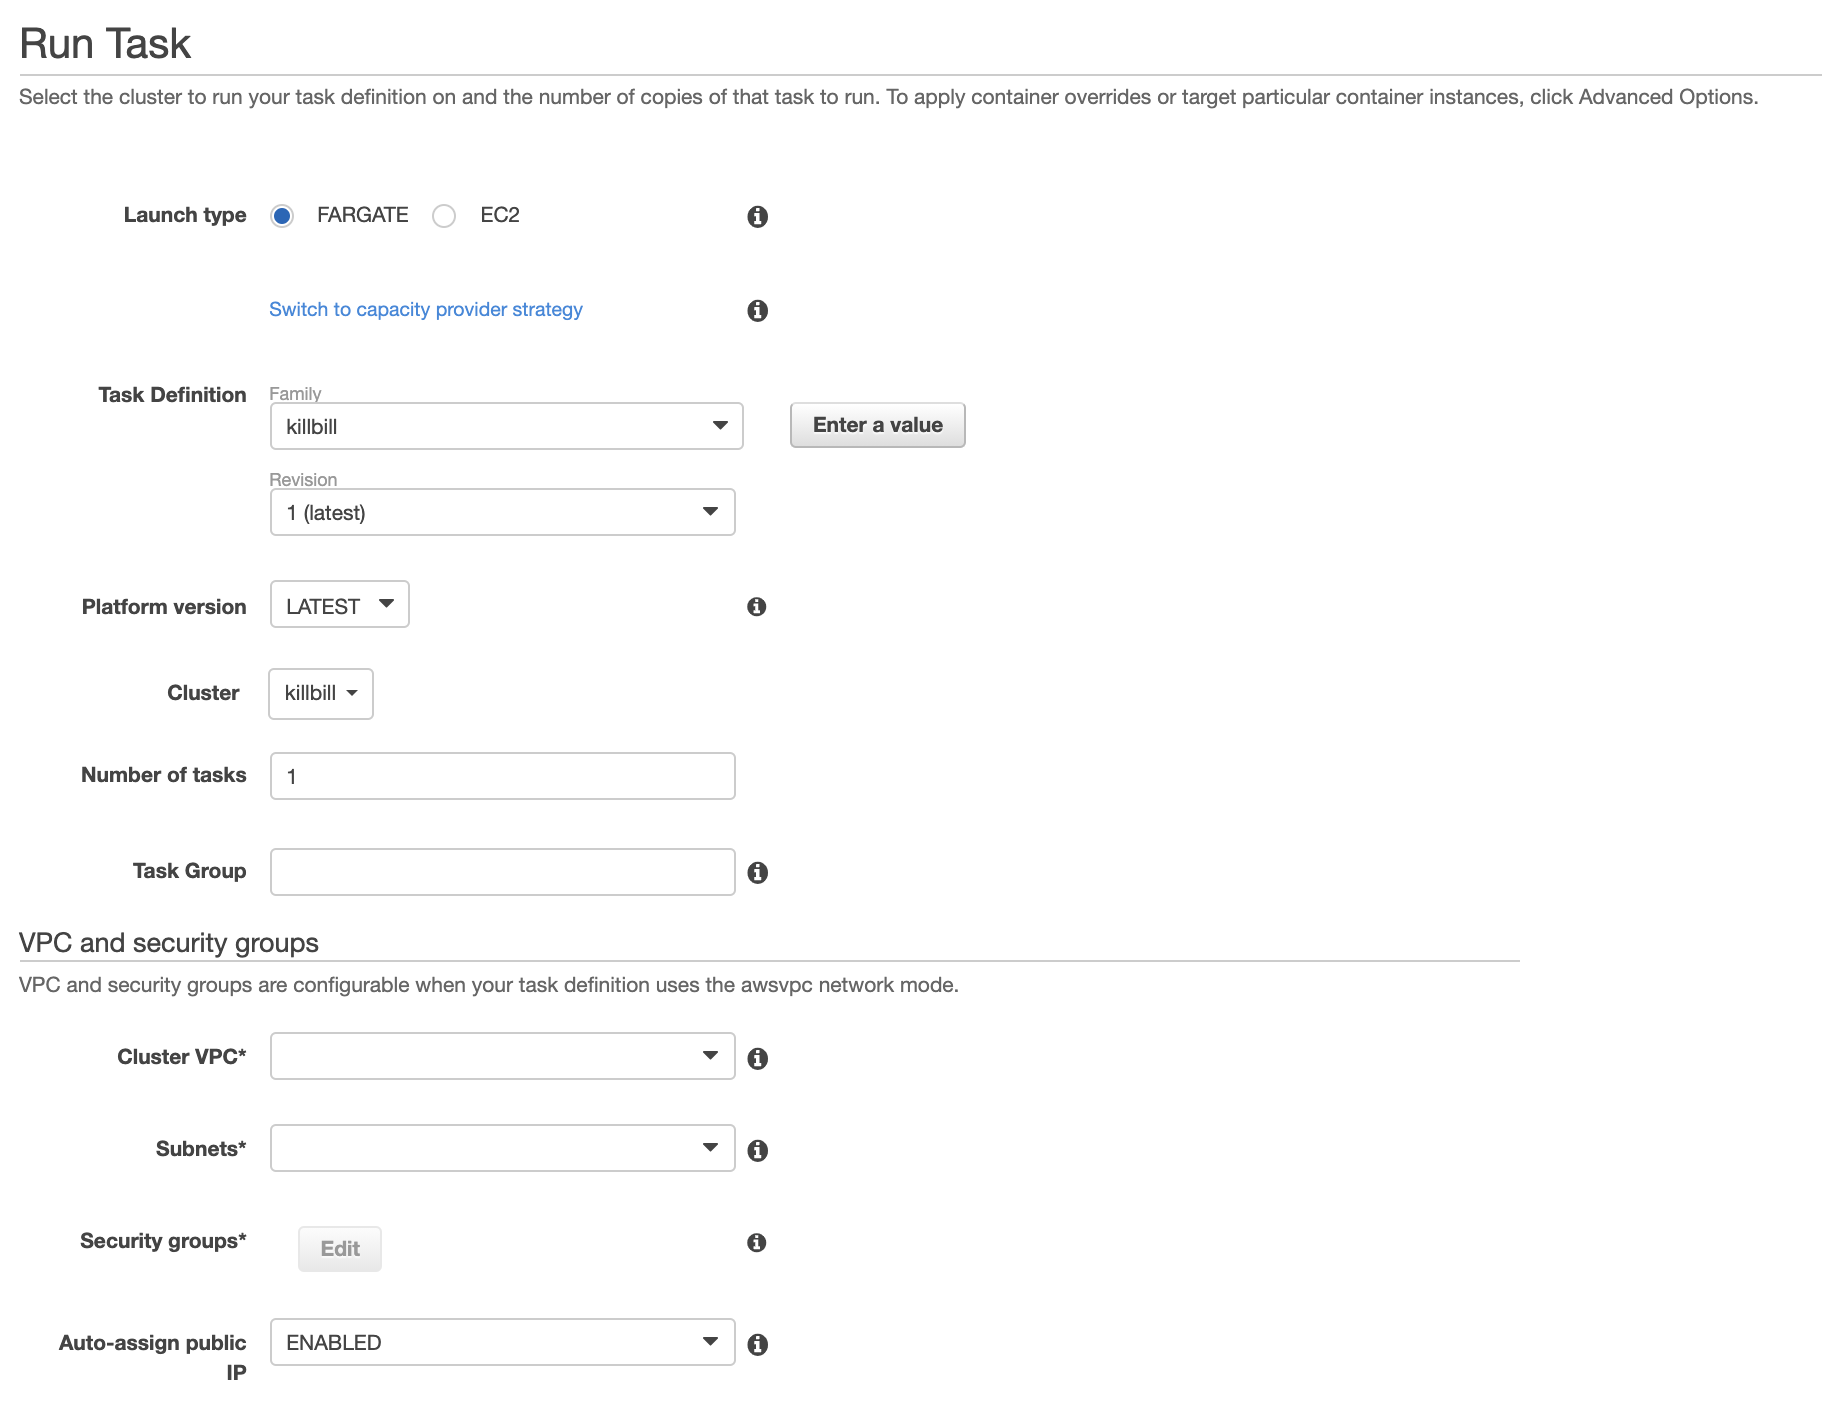 Run Task
Select the cluster to run your task definition on and the number of copies of that task to run. To apply container overrides or target particular container instances, click Advanced Options.
Launch type FARGATE EC2
Switch to capacity provider strategy
Task Definition Family
killbill Enter a value
Revision
1 (latest)
Platform version LATEST
Cluster killbill
Number of tasks 1
Task Group
VPC and security groups
VPC and security groups are configurable when your task definition uses the awsvpc network mode.
Cluster VPC*
Subnets*
Security groups* Edit
Auto-assign public ENABLED
IP